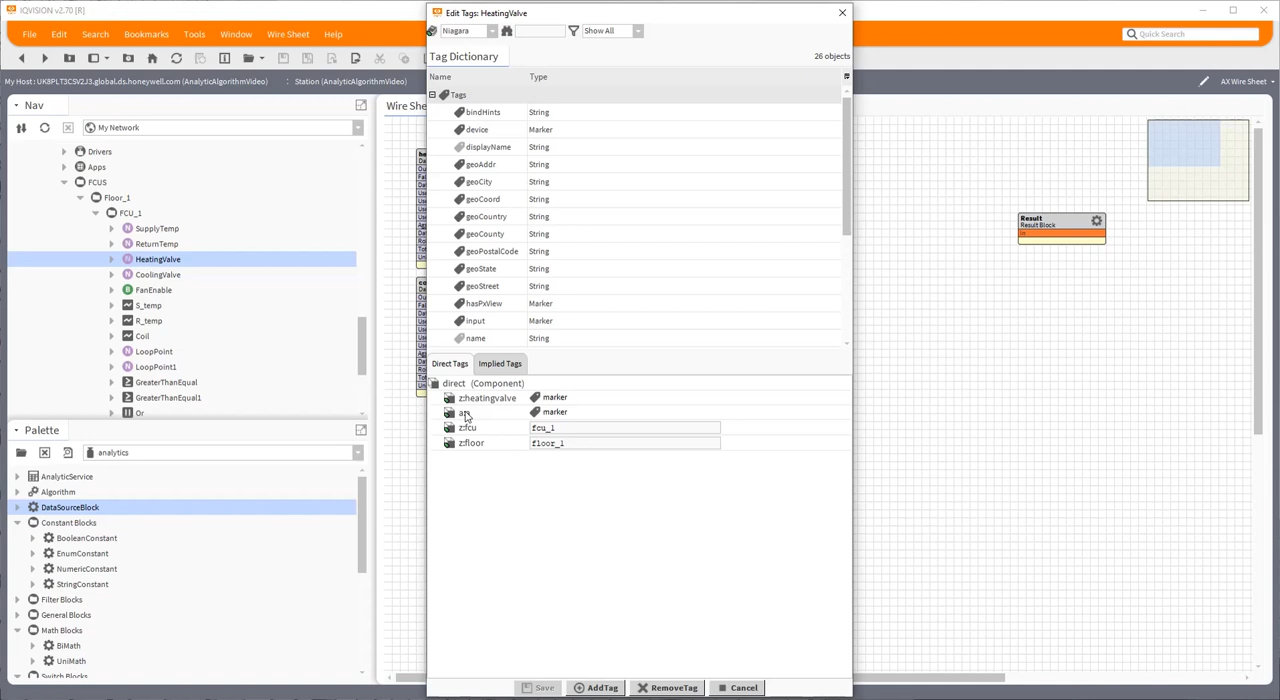 IQVISION v2.70 [R]
File Edit Search Bookmarks Tools Window Wire Sheet Help
Quick Search
My Host : UK8PLT3CSV2J3.global.ds.honeywell.com (AnalyticAlgorithmVideo) : Station (AnalyticAlgorithmVideo)
AX Wire Sheet
Nav
My Network
Drivers
Apps
FCUS
Floor_1
FCU_1
SupplyTemp
ReturnTemp
HeatingValve
CoolingValve
FanEnable
S_temp
R_temp
Coil
LoopPoint
LoopPoint1
GreaterThanEqual
GreaterThanEqual1
Or
Palette
analytics
AnalyticService
Algorithm
DataSourceBlock
Constant Blocks
BooleanConstant
EnumConstant
NumericConstant
StringConstant
Filter Blocks
General Blocks
Math Blocks
BiMath
UniMath
Switch Blocks
Wire She
Edit Tags: HeatingValve
Niagara
Show All
Tag Dictionary
26 objects
Name Type
Tags
bindHints String
device Marker
displayName String
geoAddr String
geoCity String
geoCoord String
geoCountry String
geoCounty String
geoPostalCode String
geoState String
geoStreet String
hasPxView Marker
input Marker
name String
Direct Tags Implied Tags
direct (Component)
z:heatingvalve marker
marker
z:fcu fcu_1
z:floor floor_1
Save AddTag RemoveTag Cancel
Result
Result Block
In